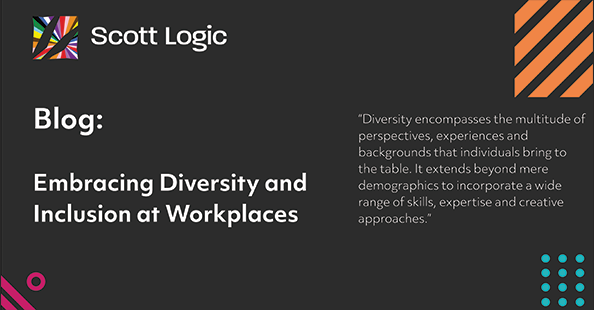 Scott Logic
Blog:
Embracing Diversity and
Inclusion at Workplaces
“Diversity encompasses the multitude of
perspectives, experiences and
backgrounds that individuals bring to
the table. It extends beyond mere
demographics to incorporate a wide
range of skills, expertise and creative
approaches.”